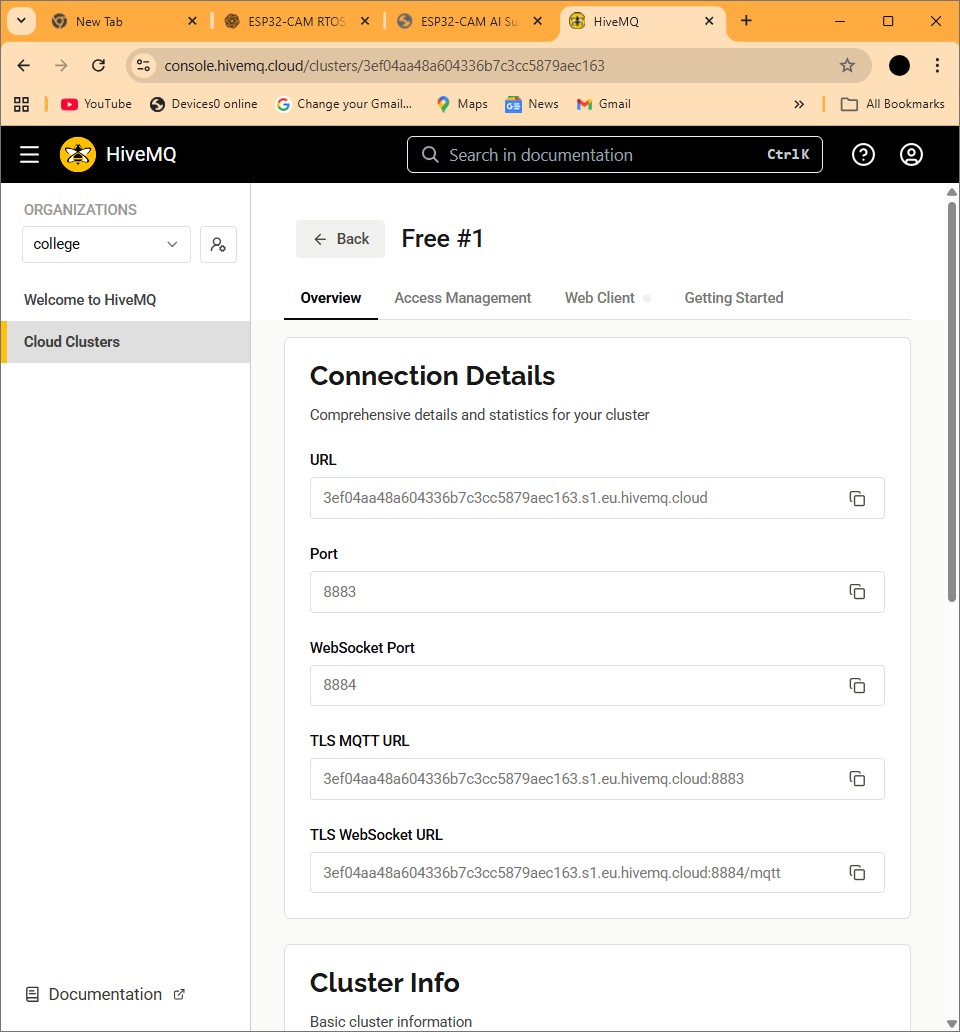 New Tab
ESP32-CAM RTOS
ESP32-CAM AI Su
HiveMQ
console.hivemq.cloud/clusters/3ef04aa48a604336b7c3cc5879aec163
YouTube
Devices0 online
Change your Gmail...
Maps
News
Gmail
All Bookmarks
HiveMQ
Search in documentation
Ctrl K
ORGANIZATIONS
college
Welcome to HiveMQ
Cloud Clusters
Back
Free #1
Overview
Access Management
Web Client
Getting Started
Connection Details
Comprehensive details and statistics for your cluster
URL
3ef04aa48a604336b7c3cc5879aec163.s1.eu.hivemq.cloud
Port
8883
WebSocket Port
8884
TLS MQTT URL
3ef04aa48a604336b7c3cc5879aec163.s1.eu.hivemq.cloud:8883
TLS WebSocket URL
3ef04aa48a604336b7c3cc5879aec163.s1.eu.hivemq.cloud:8884/mqtt
Cluster Info
Basic cluster information
Documentation